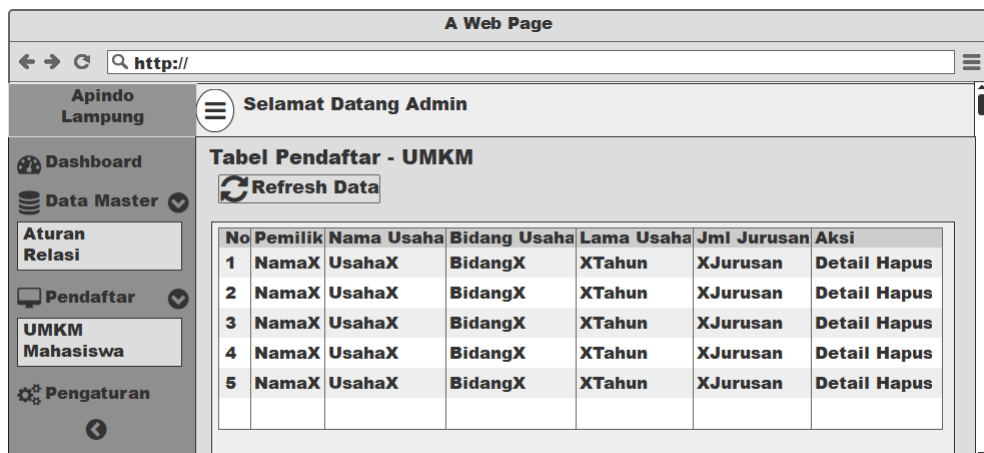 A Web Page
http://
Apindo
Lampung
Selamat Datang Admin
Dashboard
Data Master
Aturan
Relasi
Pendaftar
UMKM
Mahasiswa
Pengaturan
Tabel Pendaftar - UMKM
Refresh Data
No Pemilik Nama Usaha Bidang Usaha Lama Usaha Jml Jurusan Aksi
1 NamaX UsahaX BidangX XTahun XJurusan Detail Hapus
2 NamaX UsahaX BidangX XTahun XJurusan Detail Hapus
3 NamaX UsahaX BidangX XTahun XJurusan Detail Hapus
4 NamaX UsahaX BidangX XTahun XJurusan Detail Hapus
5 NamaX UsahaX BidangX XTahun XJurusan Detail Hapus